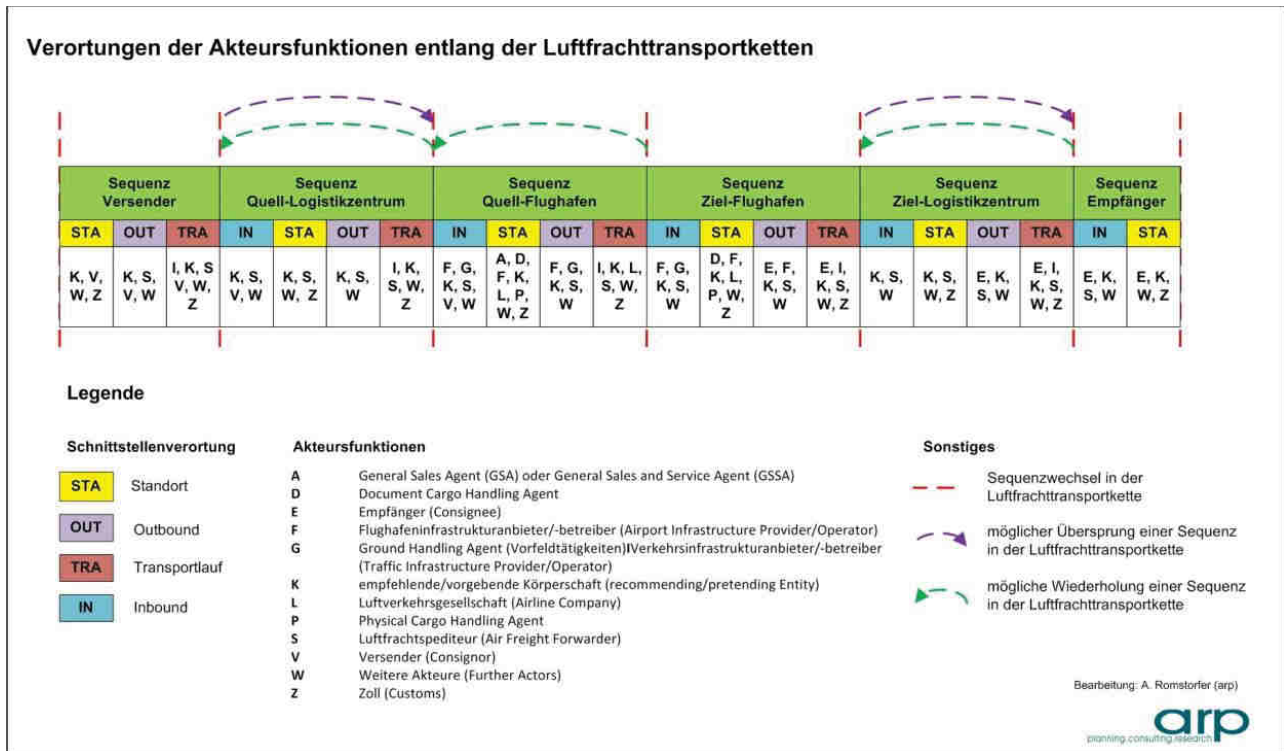 Verortungen der Akteursfunktionen entlang der Luftfrachttransportketten
Sequenz Versender
Sequenz Quell-Logistikzentrum
Sequenz Quell-Flughafen
Sequenz Ziel-Flughafen
Sequenz Ziel-Logistikzentrum
Sequenz Empfänger
STA OUT TRA IN STA OUT TRA IN STA OUT TRA IN STA OUT TRA IN STA OUT TRA IN STA
K, V, W, Z
K, S, V, W
I, K, S V, W, Z
K, S, V, W
K, S, W, Z
K, S, W
I, K, S, W, Z
F, G, K, S, V, W
A, D, F, K, L, P, W, Z
F, G, K, S, W
I, K, L, S, W, Z
F, G, K, S, W
D, F, K, L, P, W, Z
E, F, K, S, W
E, I, K, S, W, Z
K, S, W
K, S, W, Z
E, K, S, W
E, I, K, S, W, Z
E, K, S, W
E, K, W, Z
Legende
Schnittstellenverortung
STA Standort
OUT Outbound
TRA Transportlauf
IN Inbound
Akteursfunktionen
A General Sales Agent (GSA) oder General Sales and Service Agent (GSSA)
D Document Cargo Handling Agent
E Empfänger (Consignee)
F Flughafeninfrastrukturanbieter/-betreiber (Airport Infrastructure Provider/Operator)
G Ground Handling Agent (Vorfeldtätigkeiten)IVerkehrsinfrastrukturanbieter/-betreiber
(Traffic Infrastructure Provider/Operator)
K empfehlende/vorgebende Körperschaft (recommending/pretending Entity)
L Luftverkehrsgesellschaft (Airline Company)
P Physical Cargo Handling Agent
S Luftfrachtspediteur (Air Freight Forwarder)
V Versender (Consignor)
W Weitere Akteure (Further Actors)
Z Zoll (Customs)
Sonstiges
Sequenzwechsel in der
Luftfrachttransportkette
möglicher Übersprung einer Sequenz
in der Luftfrachttransportkette
mögliche Wiederholung einer Sequenz
in der Luftfrachttransportkette
Bearbeitung: A. Romstorfer (arp)
arp
planning.consulting.research